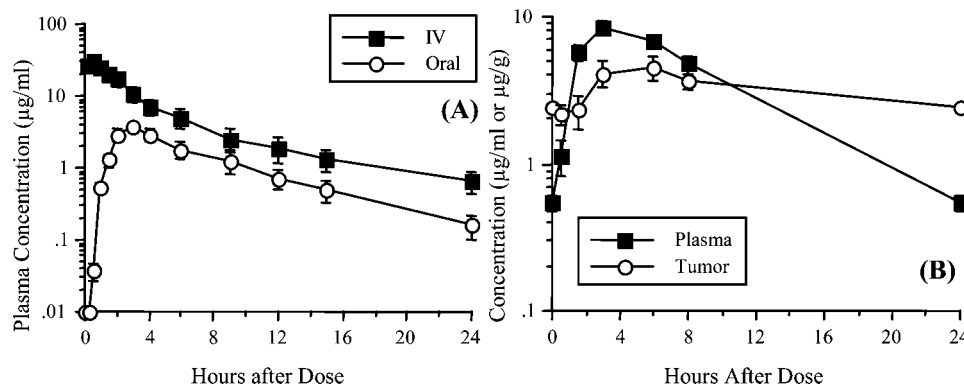 100
10
1
.1
.01
Plasma Concentration (µg/ml)
0 4 8 12 16 20 24
Hours after Dose
IV
Oral
(A)
10
1
.1
Concentration (µg/ml or µg/g)
0 4 8 12 16 20 24
Hours After Dose
Plasma
Tumor
(B)